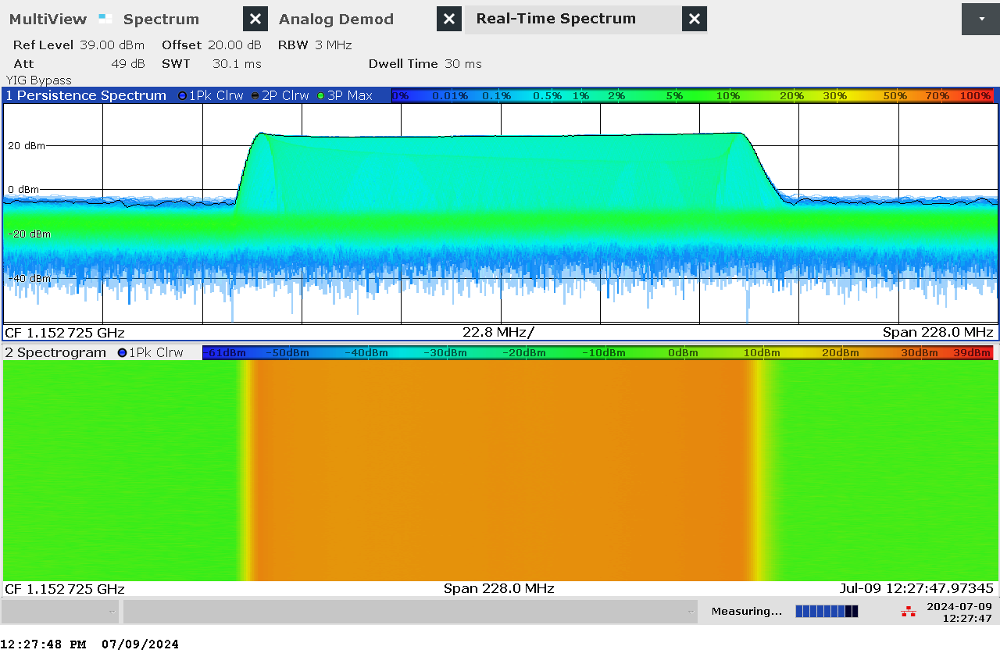 MultiView Spectrum Analog Demod Real-Time Spectrum
Ref Level 39.00 dBm Offset 20.00 dB RBW 3 MHz
Att 49 dB SWT 30.1 ms Dwell Time 30 ms
YIG Bypass
1 Persistence Spectrum 1Pk Clrw 2P Clrw 3P Max 0% 0.01% 0.1% 0.5% 1% 2% 5% 10% 20% 30% 50% 70% 100%
20 dBm
0 dBm
-20 dBm
-40 dBm
CF 1.152725 GHz 22.8 MHz/ Span 228.0 MHz
2 Spectrogram 1Pk Clrw -61dBm -50dBm -40dBm -30dBm -20dBm -10dBm 0dBm 10dBm 20dBm 30dBm 39dBm
CF 1.152725 GHz Span 228.0 MHz Jul-09 12:27:47.97345
Measuring... 2024-07-09
12:27:47
12:27:48 PM 07/09/2024